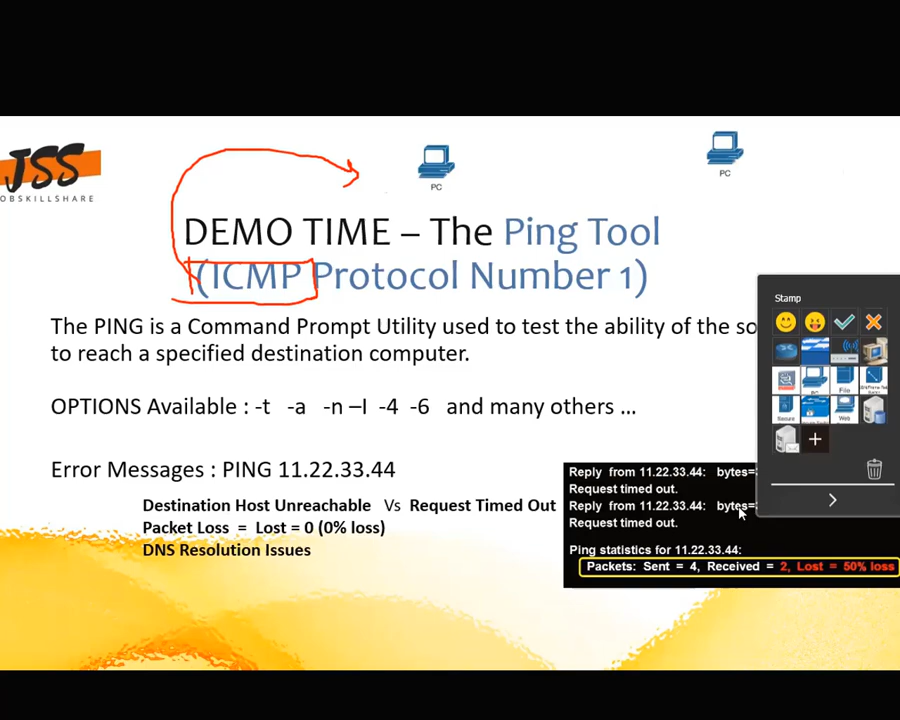 JSS
OBSKILLSHARE
PC
PC
DEMO TIME – The Ping Tool
(ICMP Protocol Number 1)
The PING is a Command Prompt Utility used to test the ability of the so
to reach a specified destination computer.
OPTIONS Available : -t -a -n –l -4 -6 and many others ...
Error Messages : PING 11.22.33.44
Destination Host Unreachable Vs Request Timed Out
Packet Loss = Lost = 0 (0% loss)
DNS Resolution Issues
Reply from 11.22.33.44: bytes=
Request timed out.
Reply from 11.22.33.44: bytes=
Request timed out.
Ping statistics for 11.22.33.44:
Packets: Sent = 4, Received = 2, Lost = 50% loss
Stamp
File
Web